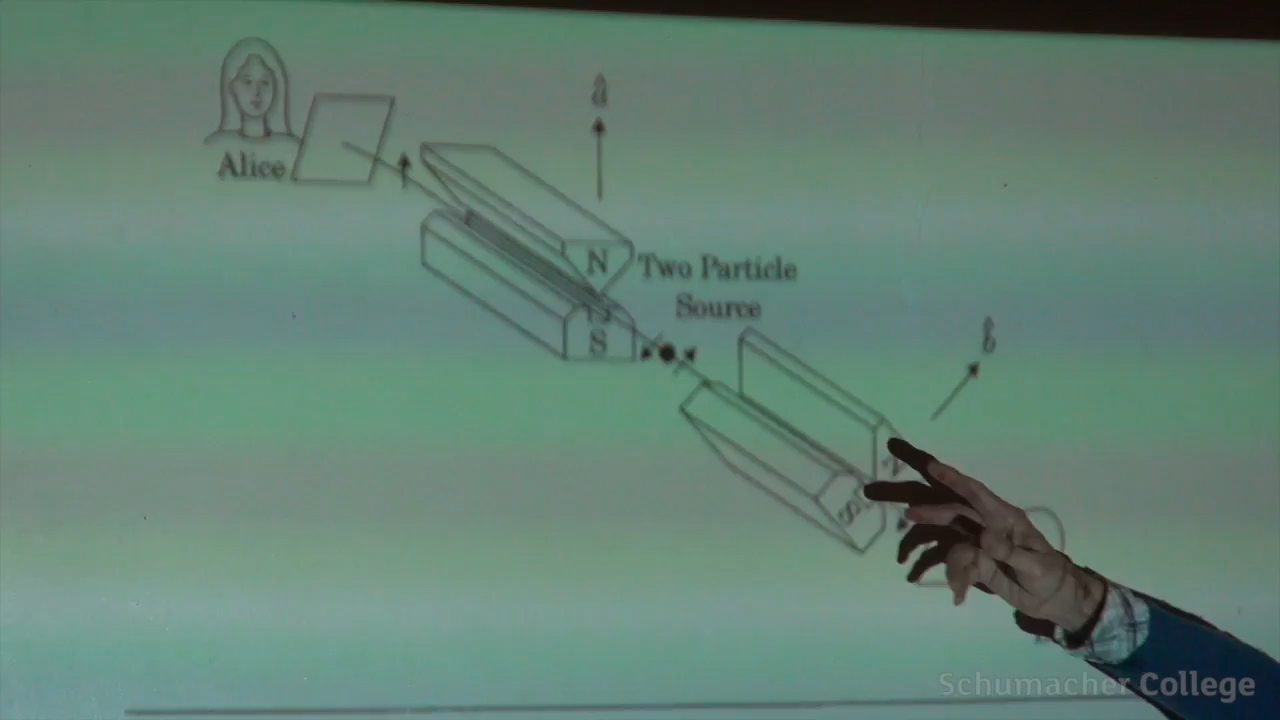 â
Alice
N
Two Particle
Source
S
b̂
S
Schumacher College